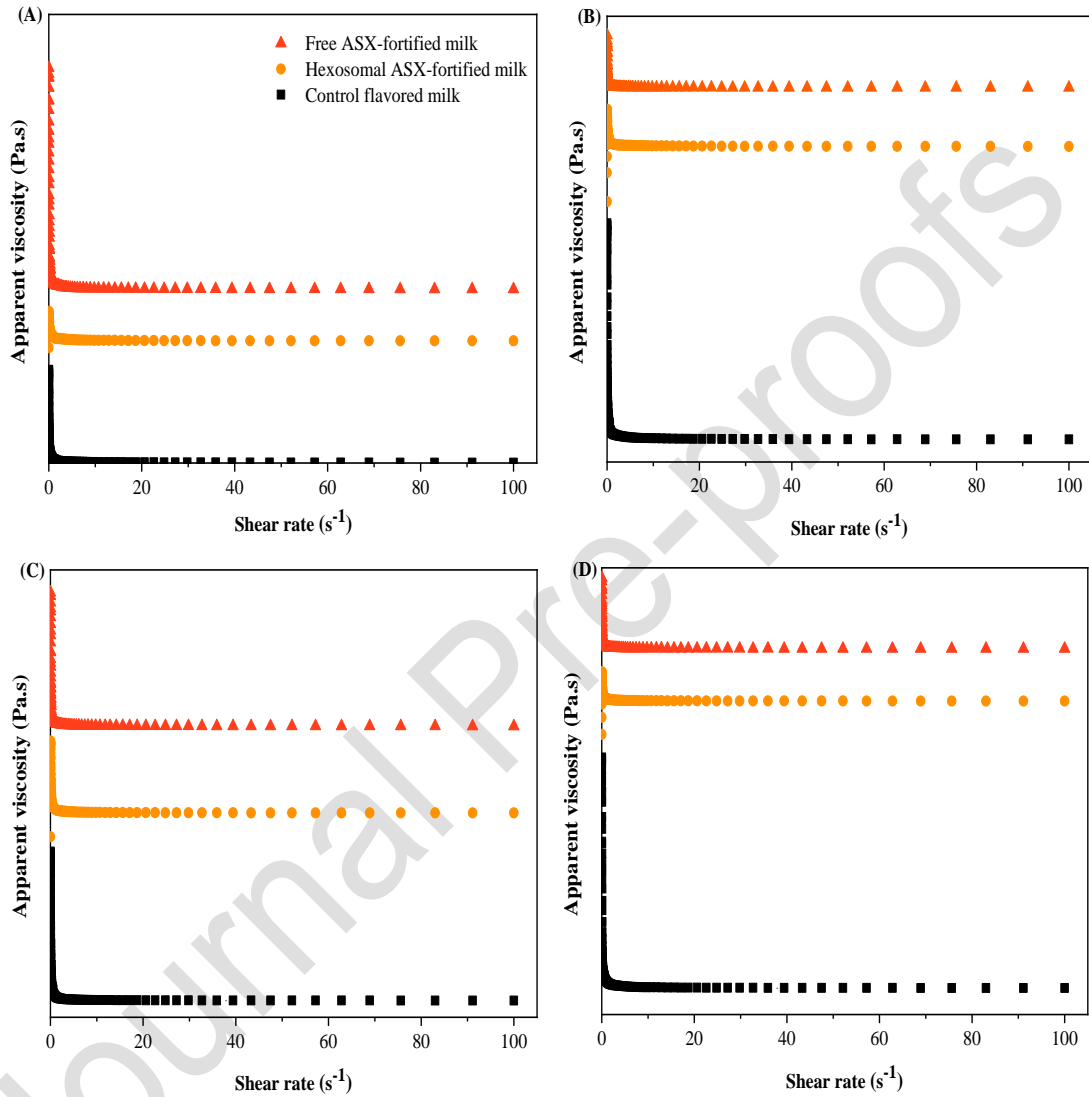 (A)
Free ASX-fortified milk
Hexosomal ASX-fortified milk
Control flavored milk
Apparent viscosity (Pa.s)
0 20 40 60 80 100
Shear rate (s-1)
(B)
Apparent viscosity (Pa.s)
0 20 40 60 80 100
Shear rate (s-1)
(C)
Apparent viscosity (Pa.s)
0 20 40 60 80 100
Shear rate (s-1)
(D)
Apparent viscosity (Pa.s)
0 20 40 60 80 100
Shear rate (s-1)
Journal Pre-proofs